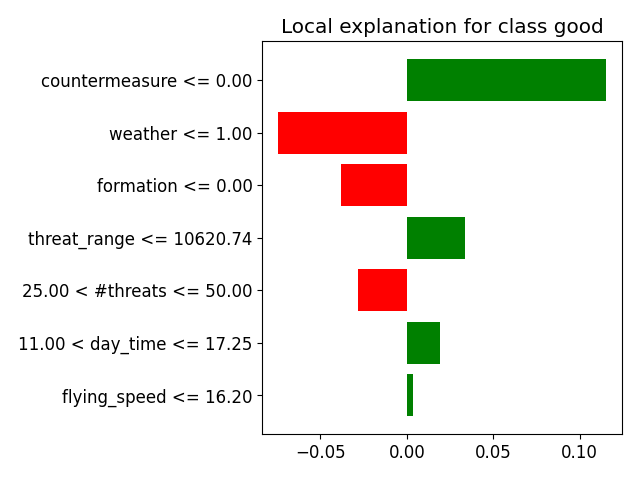 Local explanation for class good
countermeasure <= 0.00
weather <= 1.00
formation <= 0.00
threat_range <= 10620.74
25.00 < #threats <= 50.00
11.00 < day_time <= 17.25
flying_speed <= 16.20
−0.05 0.00 0.05 0.10